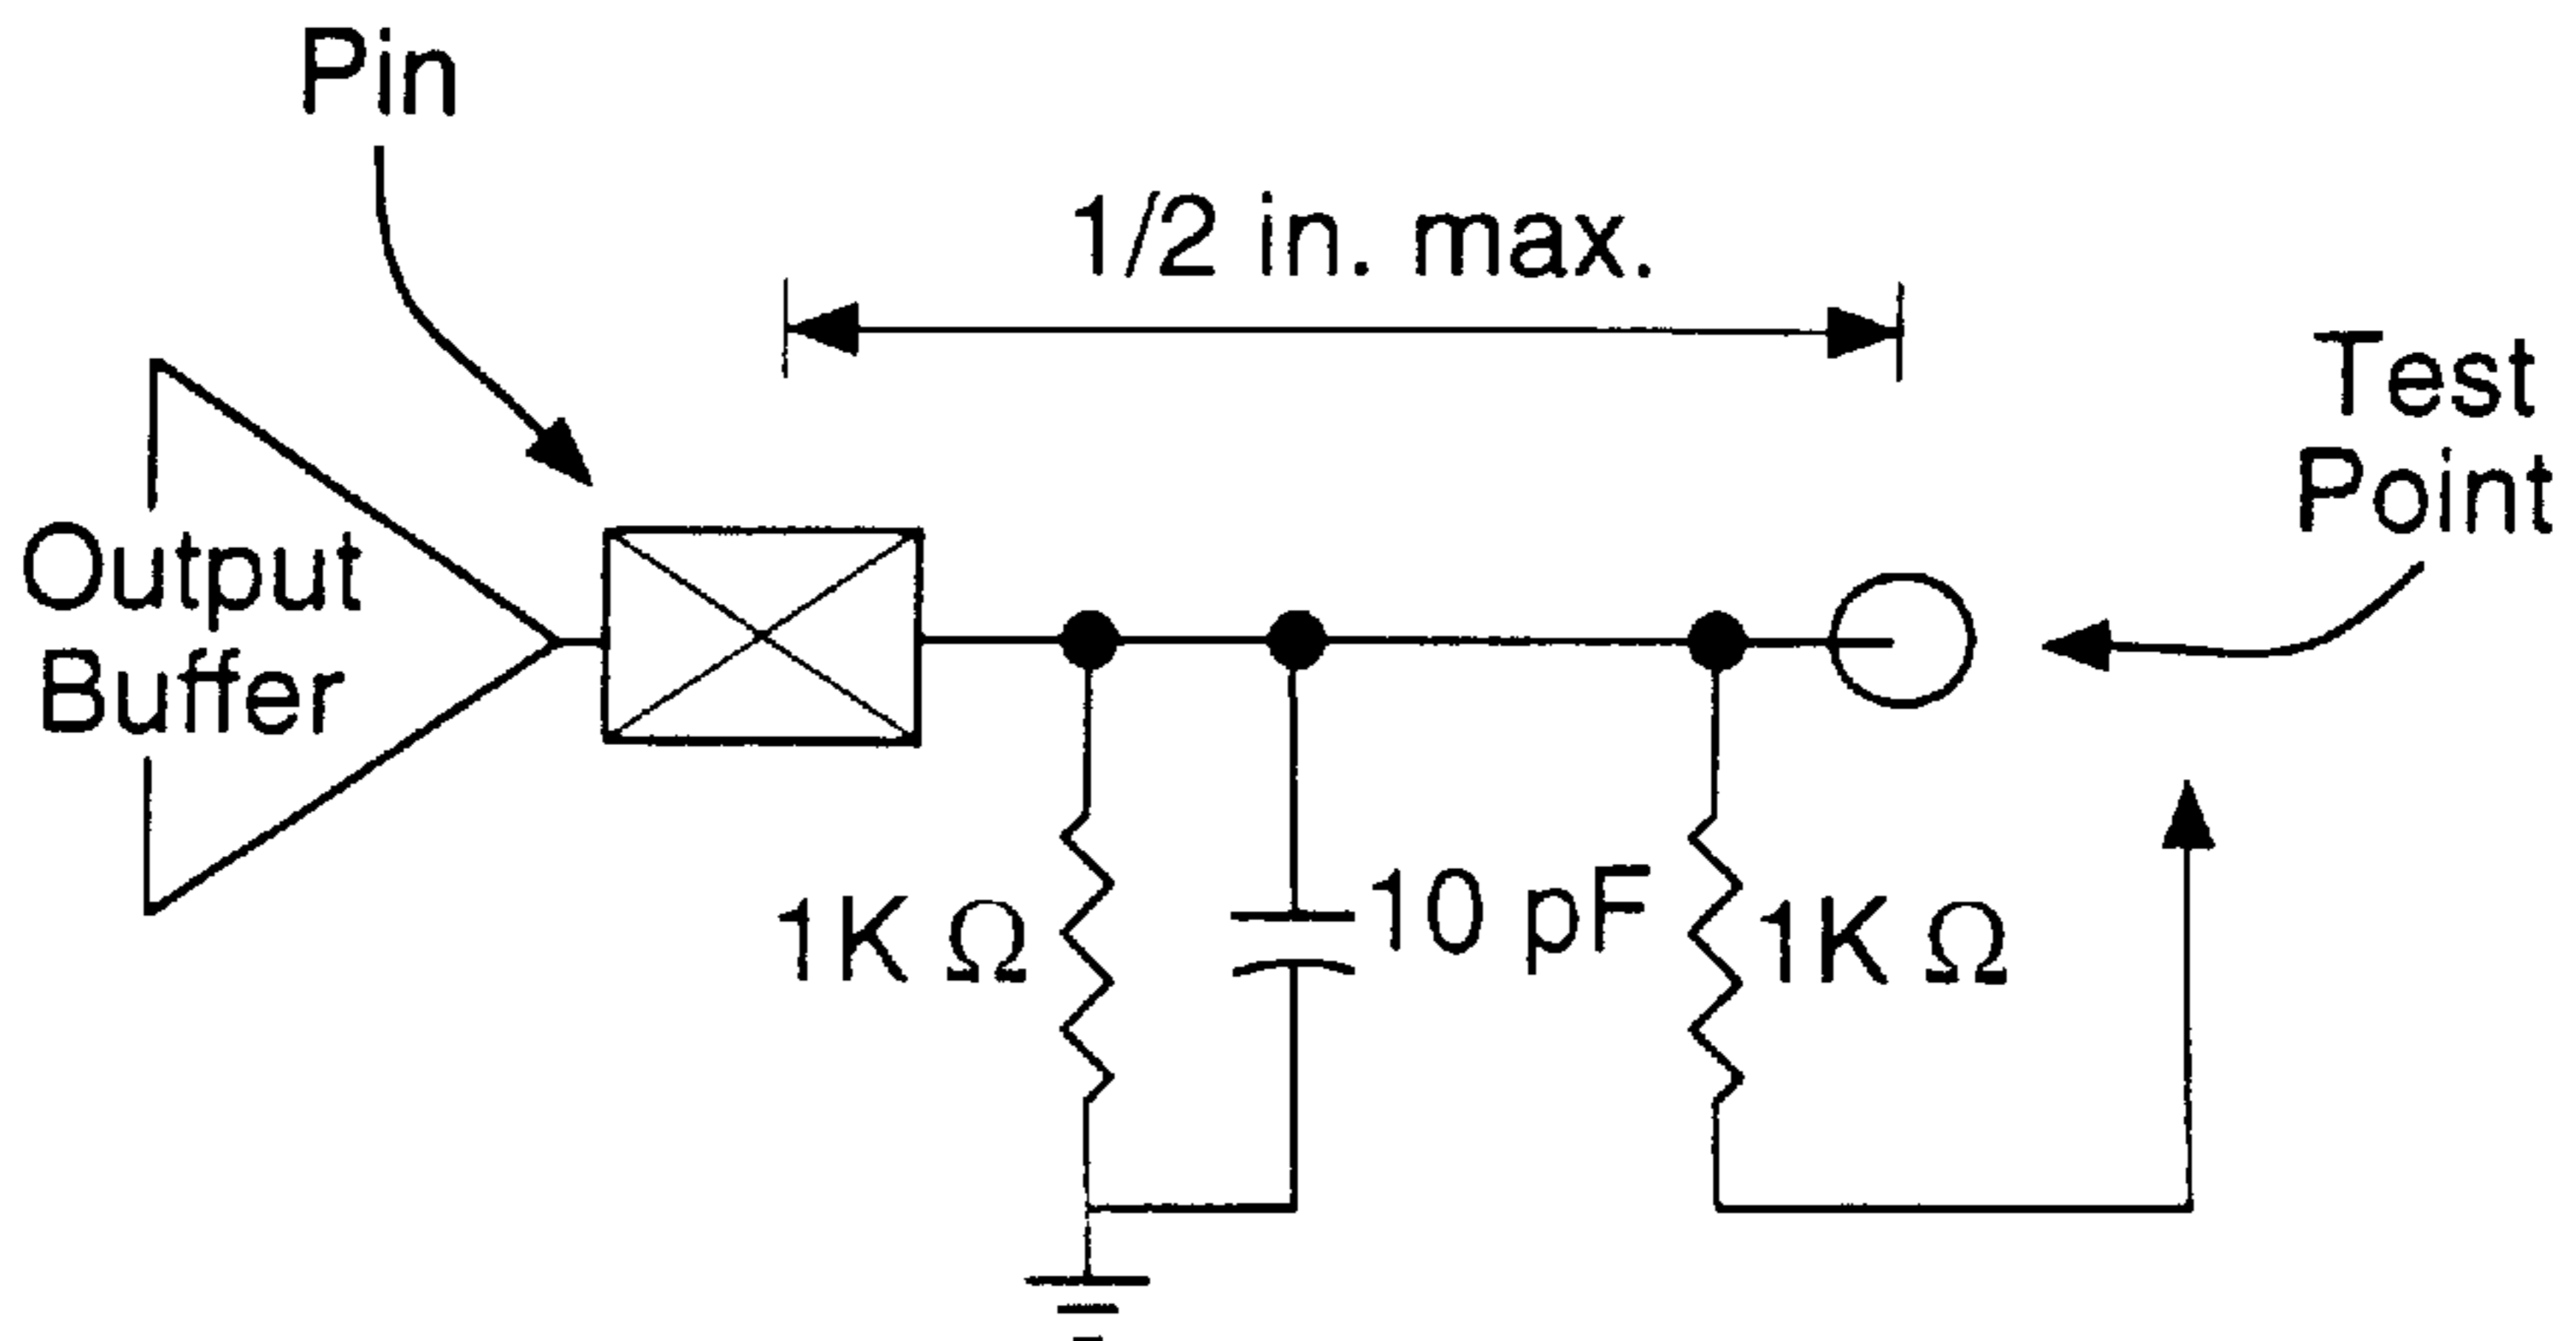 Pin
1/2 in. max.
Test
Point
Output
Buffer
1K Ω
10 pF
1K Ω